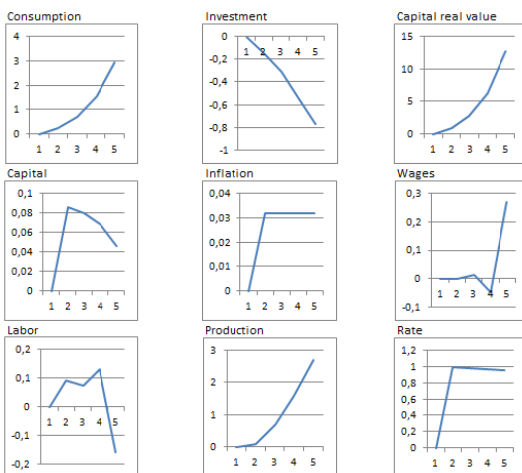 Consumption
4
3
2
1
0
1 2 3 4 5
Investment
0
-0,2
-0,4
-0,6
-0,8
-1
1 2 3 4 5
Capital real value
15
10
5
0
1 2 3 4 5
Capital
0,1
0,08
0,06
0,04
0,02
0
1 2 3 4 5
Inflation
0,04
0,03
0,02
0,01
0
1 2 3 4 5
Wages
0,3
0,2
0,1
0
-0,1
1 2 3 4 5
Labor
0,2
0,1
0
-0,1
-0,2
1 2 3 4 5
Production
3
2
1
0
1 2 3 4 5
Rate
1,2
1
0,8
0,6
0,4
0,2
0
1 2 3 4 5